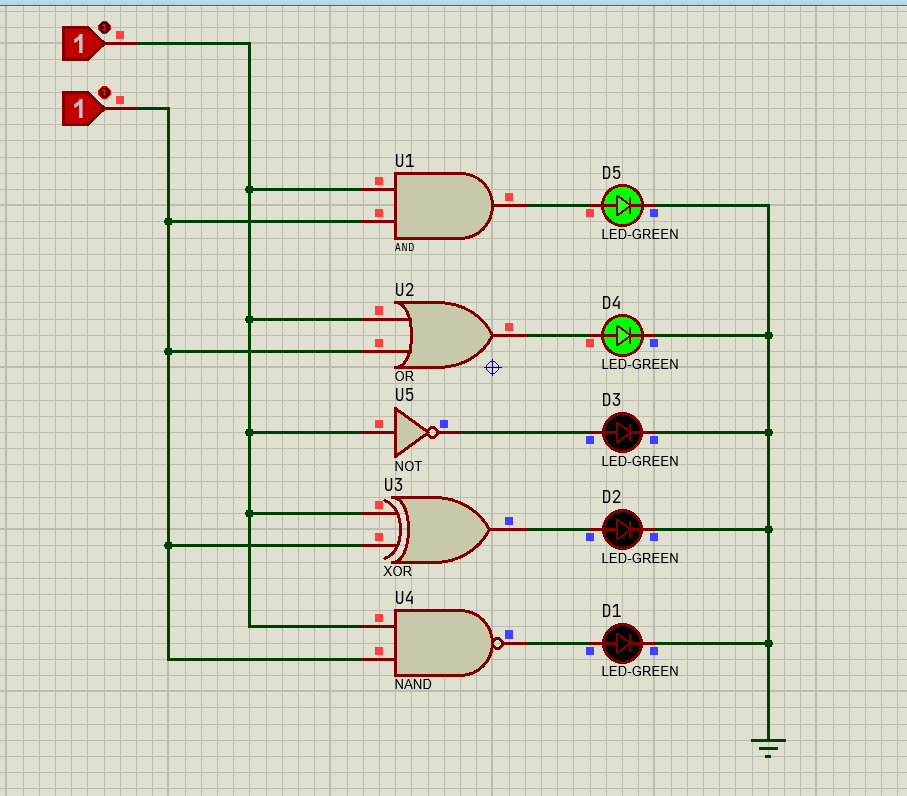 1
1
U1
D5
AND
LED-GREEN
U2
D4
OR
LED-GREEN
U5
D3
NOT
LED-GREEN
U3
D2
XOR
LED-GREEN
U4
D1
NAND
LED-GREEN